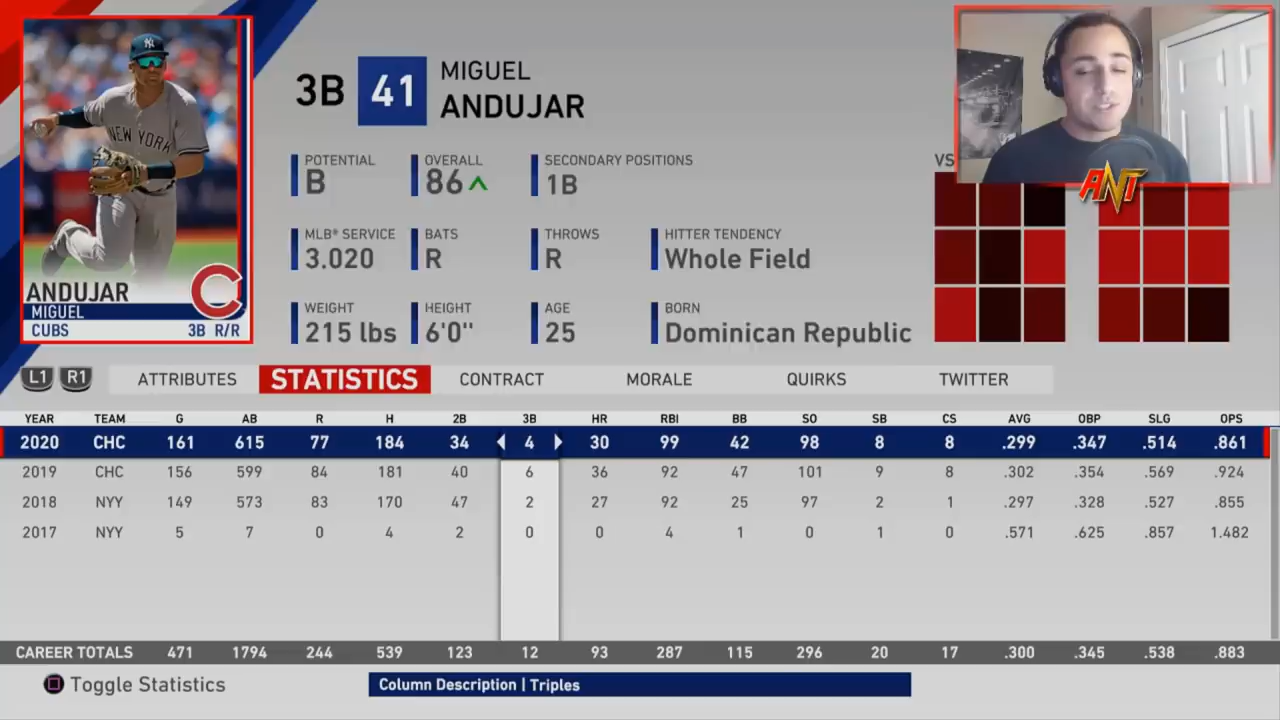 NEW YORK
ANDUJAR
MIGUEL
CUBS 3B R/R
C
3B 41 MIGUEL
ANDUJAR
POTENTIAL OVERALL SECONDARY POSITIONS
B 86 1B
MLB® SERVICE BATS THROWS HITTER TENDENCY
3.020 R R Whole Field
WEIGHT HEIGHT AGE BORN
215 lbs 6'0" 25 Dominican Republic
VS
ANT
L1 R1 ATTRIBUTES STATISTICS CONTRACT MORALE QUIRKS TWITTER
YEAR TEAM G AB R H 2B 3B HR RBI BB SO SB CS AVG OBP SLG OPS
2020 CHC 161 615 77 184 34 4 30 99 42 98 8 8 .299 .347 .514 .861
2019 CHC 156 599 84 181 40 6 36 92 47 101 9 8 .302 .354 .569 .924
2018 NYY 149 573 83 170 47 2 27 92 25 97 2 1 .297 .328 .527 .855
2017 NYY 5 7 0 4 2 0 0 4 1 0 1 0 .571 .625 .857 1.482
CAREER TOTALS 471 1794 244 539 123 12 93 287 115 296 20 17 .300 .345 .538 .883
Toggle Statistics
Column Description | Triples